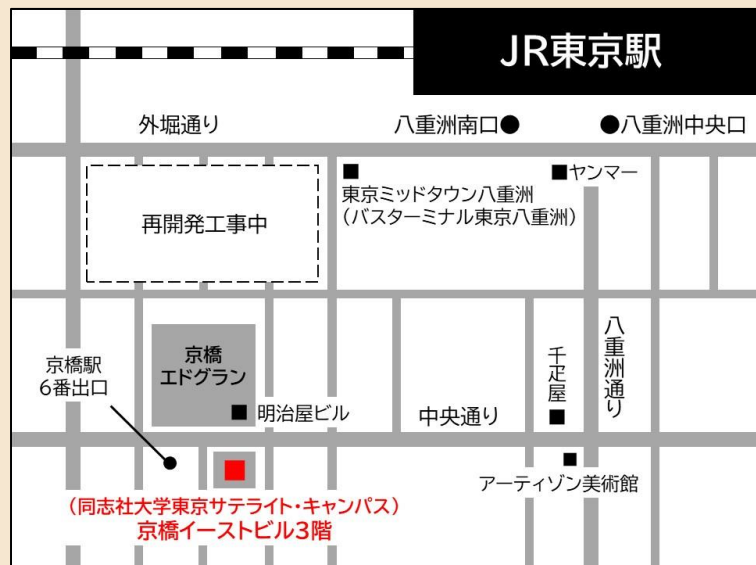 JR東京駅
外堀通り
八重洲南口●
●八重洲中央口
■ヤンマー
東京ミッドタウン八重洲
(バスターミナル東京八重洲)
再開発工事中
八重洲通り
京橋
エドグラン
京橋駅
6番出口
千疋屋
明治屋ビル
中央通り
アーティゾン美術館
(同志社大学東京サテライト・キャンパス)
京橋イーストビル3階